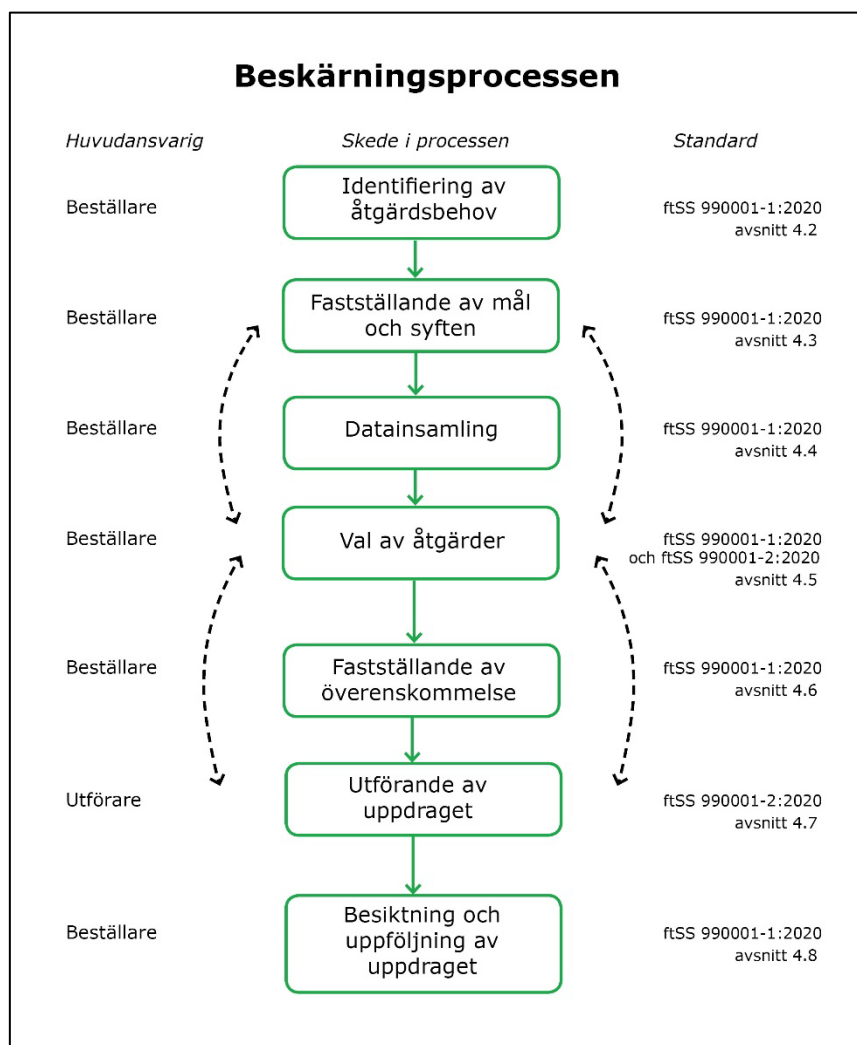 Beskärningsprocessen
Huvudansvarig
Skede i processen
Standard
Beställare
Identifiering av
åtgärdsbehov
ftSS 990001-1:2020
avsnitt 4.2
Beställare
Fastställande av mål
och syften
ftSS 990001-1:2020
avsnitt 4.3
Beställare
Datainsamling
ftSS 990001-1:2020
avsnitt 4.4
Beställare
Val av åtgärder
ftSS 990001-1:2020
och ftSS 990001-2:2020
avsnitt 4.5
Beställare
Fastställande av
överenskommelse
ftSS 990001-1:2020
avsnitt 4.6
Utförare
Utförande av
uppdraget
ftSS 990001-2:2020
avsnitt 4.7
Beställare
Besiktning och
uppföljning av
uppdraget
ftSS 990001-1:2020
avsnitt 4.8